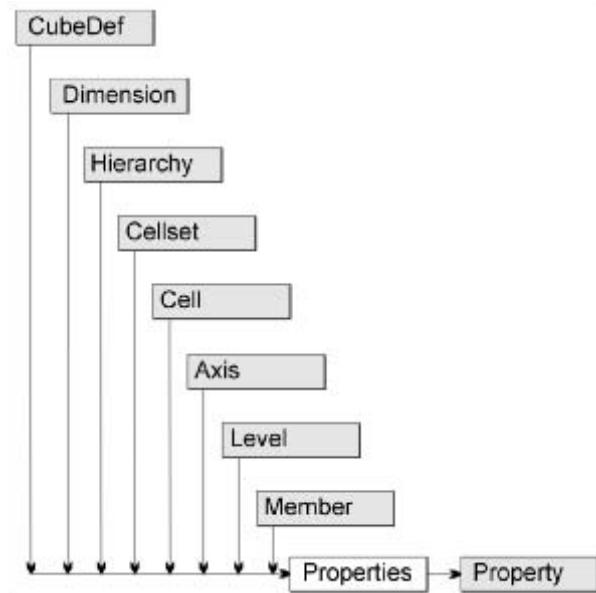 CubeDef
Dimension
Hierarchy
Cellset
Cell
Axis
Level
Member
Properties
Property